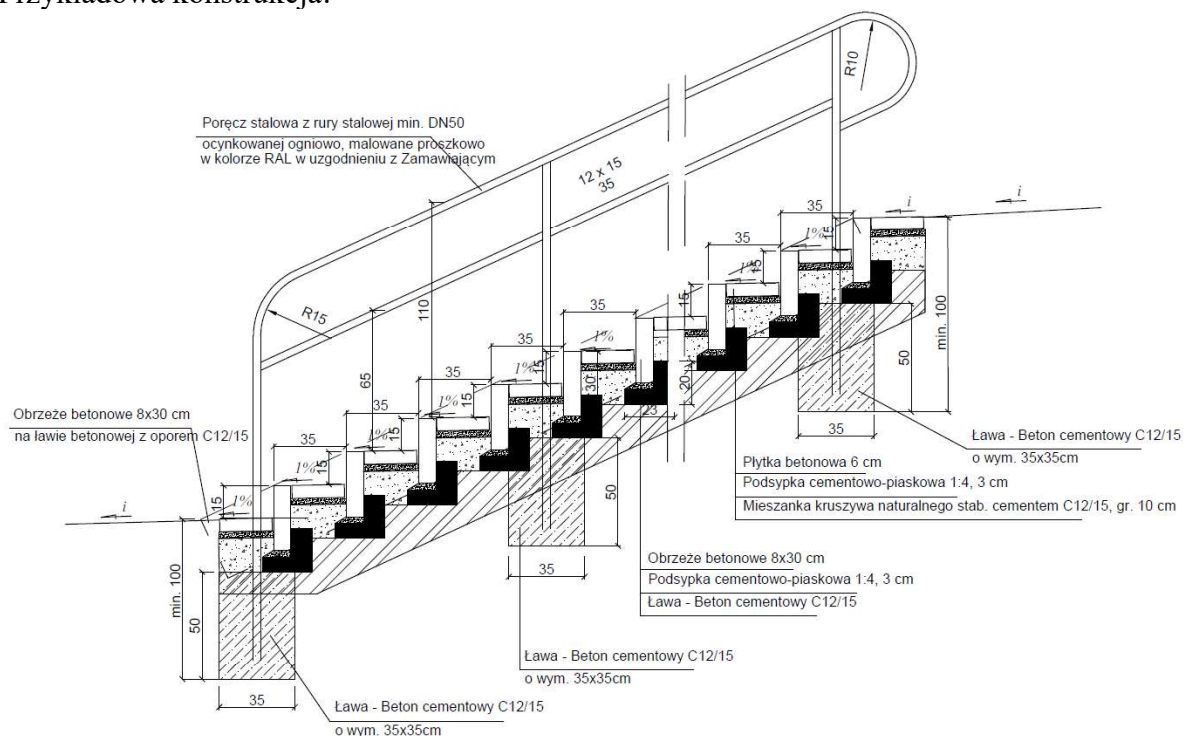 Przykładowa konstrukcja:
R10
Poręcz stalowa z rury stalowej min. DN50
ocynkowanej ogniowo, malowane proszkowo
w kolorze RAL w uzgodnieniu z Zamawiającym
12 x 15
35
35
i
i
15
1%
35
15
1%
110
R15
35
15
min. 100
50
35
1%
65
15
30
20
23
35
1%
15
35
1%
15
Obrzeże betonowe 8x30 cm
na ławie betonowej z oporem C12/15
35
1%
15
35
Ława - Beton cementowy C12/15
o wym. 35x35cm
1%
15
i
50
Płytka betonowa 6 cm
Podsypka cementowo-piaskowa 1:4, 3 cm
Mieszanka kruszywa naturalnego stab. cementem C12/15, gr. 10 cm
min. 100
50
35
Obrzeże betonowe 8x30 cm
Podsypka cementowo-piaskowa 1:4, 3 cm
Ława - Beton cementowy C12/15
Ława - Beton cementowy C12/15
o wym. 35x35cm
35
Ława - Beton cementowy C12/15
o wym. 35x35cm